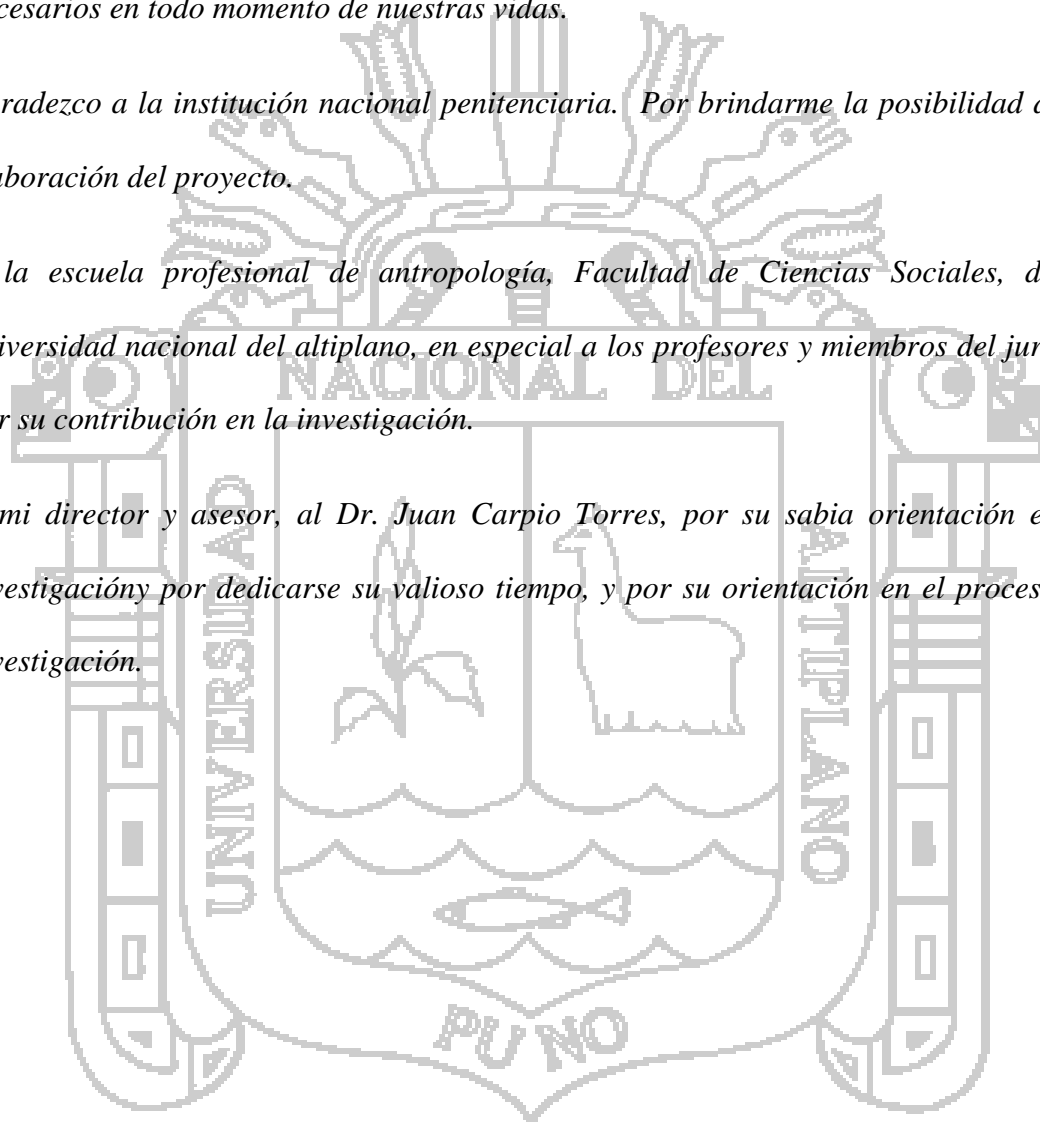 cesarios en todo momento de nuestras vidas.
radezco a la institución nacional penitenciaria. Por brindarme la posibilidad d
aboración del proyecto.
la escuela profesional de antropología, Facultad de Ciencias Sociales, d
iversidad nacional del altiplano, en especial a los profesores y miembros del jur
r su contribución en la investigación.
mi director y asesor, al Dr. Juan Carpio Torres, por su sabia orientación e
vestigacióny por dedicarse su valioso tiempo, y por su orientación en el proces
vestigación.
UNIVERSIDAD
NACIONAL DEL
ALTIPLANO
PUNO